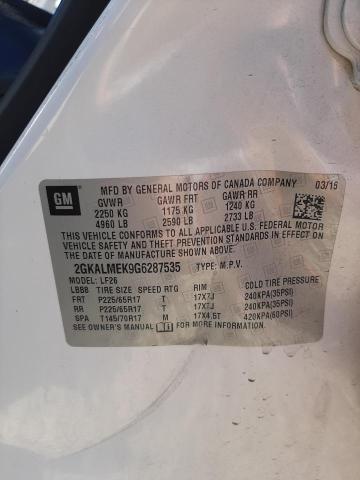 GM
MFD BY GENERAL MOTORS OF CANADA COMPANY 03/16
GVWR GAWR FRT GAWR RR
2250 KG 1175 KG 1240 KG
4960 LB 2590 LB 2733 LB
THIS VEHICLE CONFORMS TO ALL APPLICABLE U.S. FEDERAL
MOTOR VEHICLE SAFETY AND THEFT PREVENTION
STANDARDS IN EFFECT ON
THE DATE OF MANUFACTURE SHOWN ABOVE.
2GKALMEK9G6287535 TYPE: M.P.V.
MODEL: LF26
LBBB TIRE SIZE SPEED RTG RIM COLD TIRE PRESSURE
FRT P225/65R17 T 17X7J 240KPA(35PSI)
RR P225/65R17 T 17X7J 240KPA(35PSI)
SPA T145/70R17 M 17X4.5T 420KPA(60PSI)
SEE OWNER'S MANUAL FOR ADDITIONAL INFORMATION.